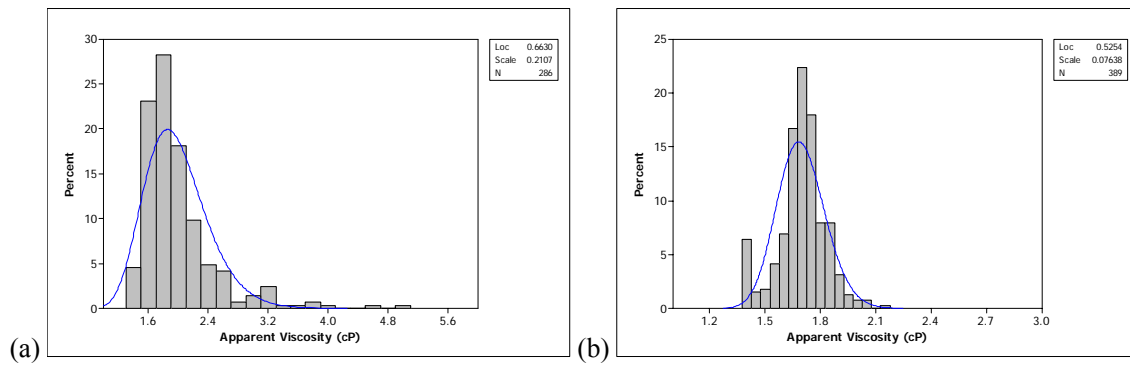 30
25
20
15
10
5
0
Percent
1.6 2.4 3.2 4.0 4.8 5.6
Apparent Viscosity (cP)
Loc 0.6630
Scale 0.2107
N 286
(a)
25
20
15
10
5
0
Percent
1.2 1.5 1.8 2.1 2.4 2.7 3.0
Apparent Viscosity (cP)
Loc 0.5254
Scale 0.07638
N 389
(b)